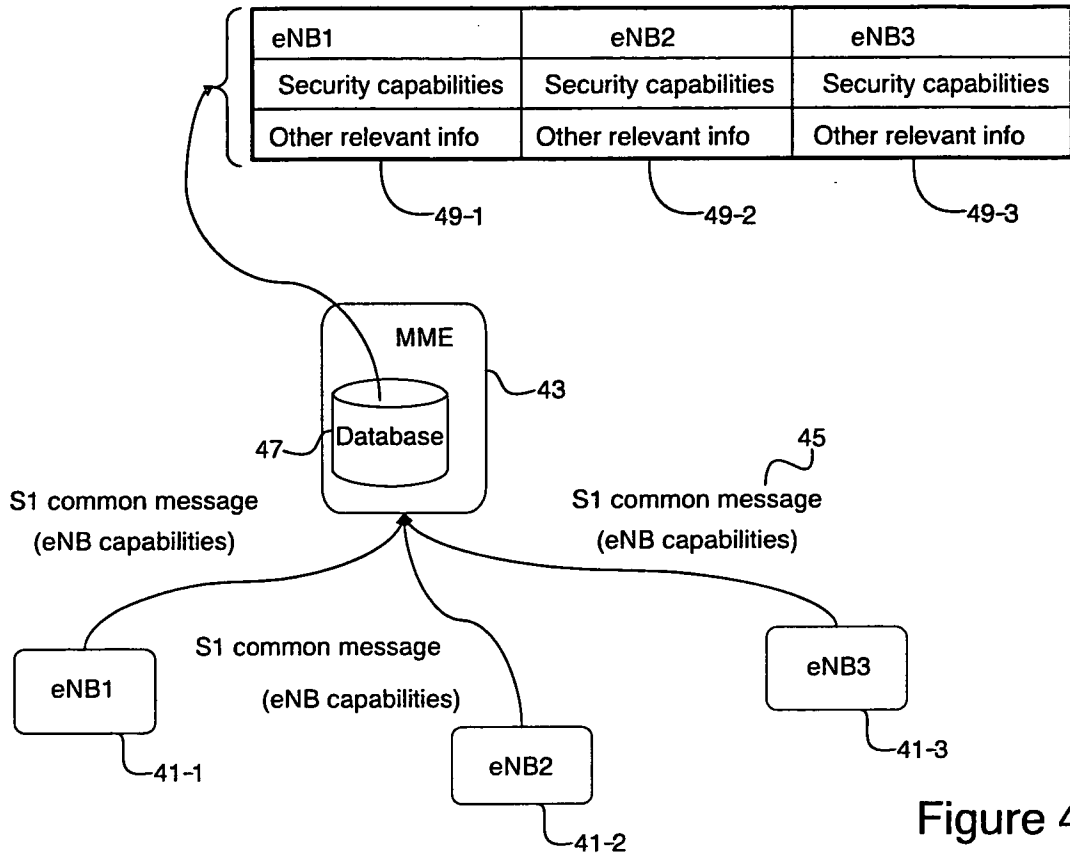 eNB1 eNB2 eNB3
Security capabilities Security capabilities Security capabilities
Other relevant info Other relevant info Other relevant info
49-1 49-2 49-3
MME
43
Database
47
45
S1 common message
(eNB capabilities)
S1 common message
(eNB capabilities)
S1 common message
(eNB capabilities)
eNB1
eNB3
eNB2
41-1
41-3
41-2
Figure 4